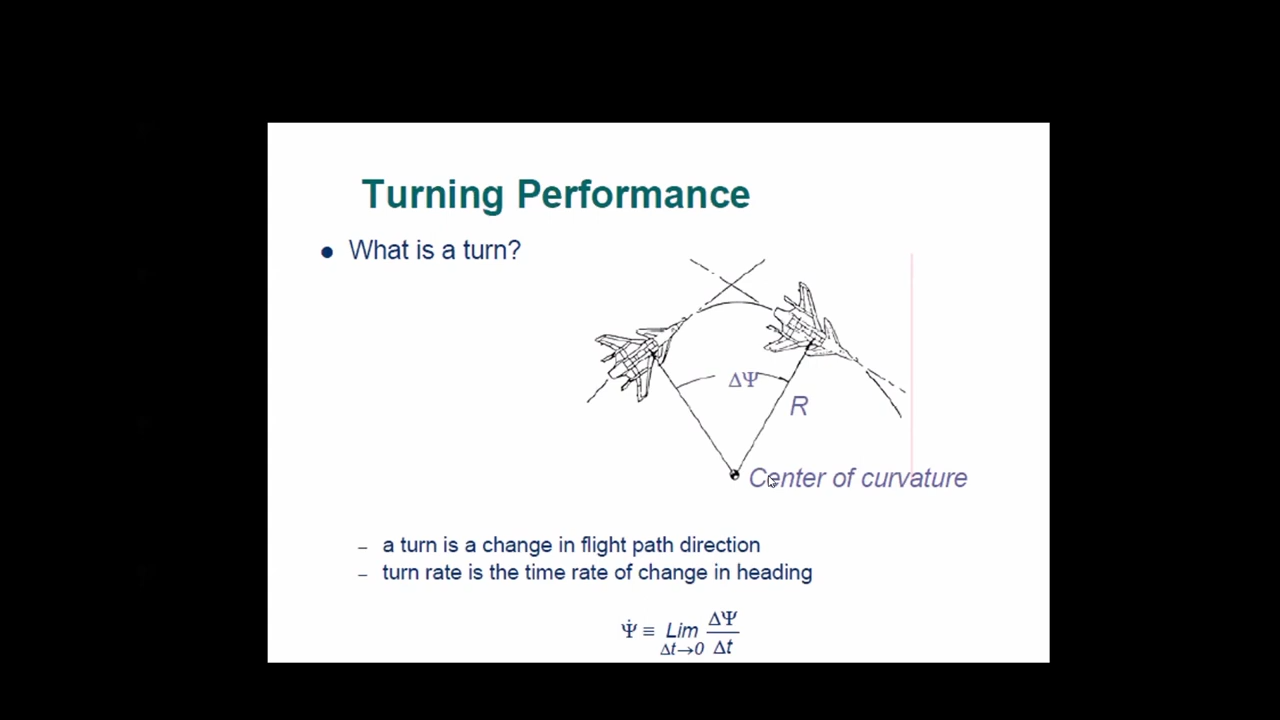 Turning Performance
● What is a turn?
ΔΨ
R
Center of curvature
– a turn is a change in flight path direction
– turn rate is the time rate of change in heading
Ψ̇ ≡ Lim ΔΨ
Δt→0 Δt